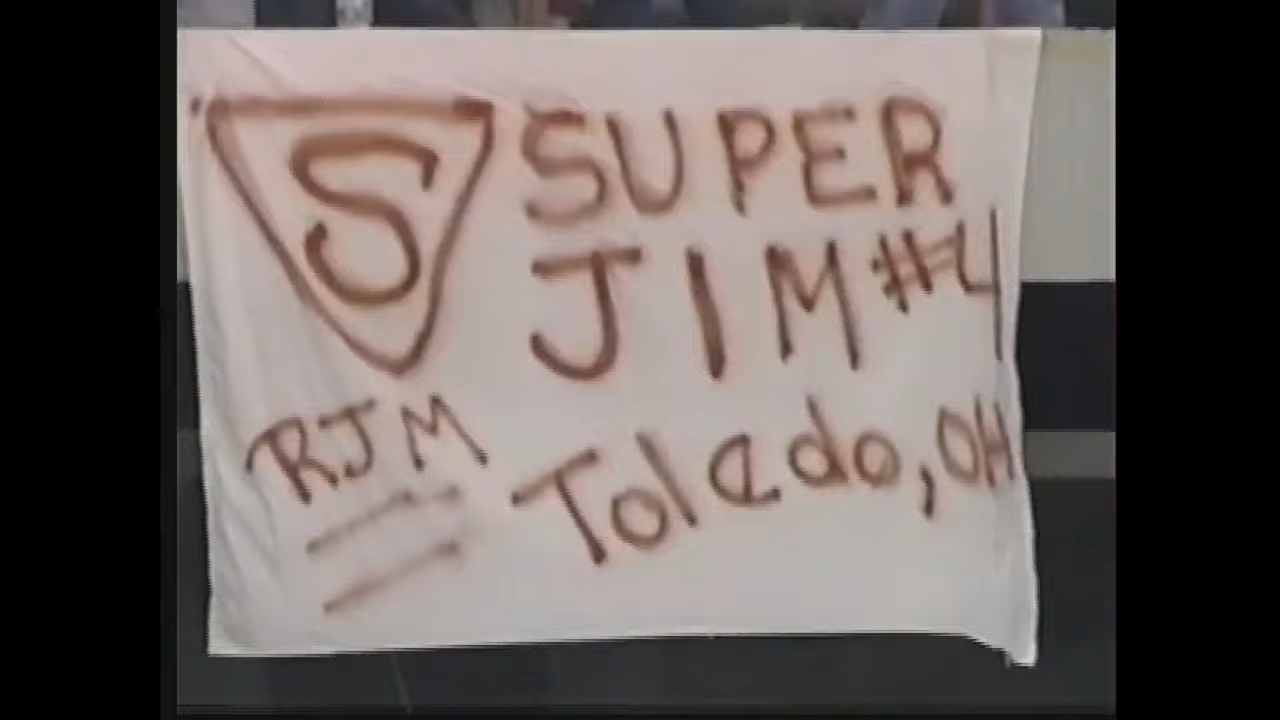 S
SUPER
JIM #4
RJM
Toledo, OH